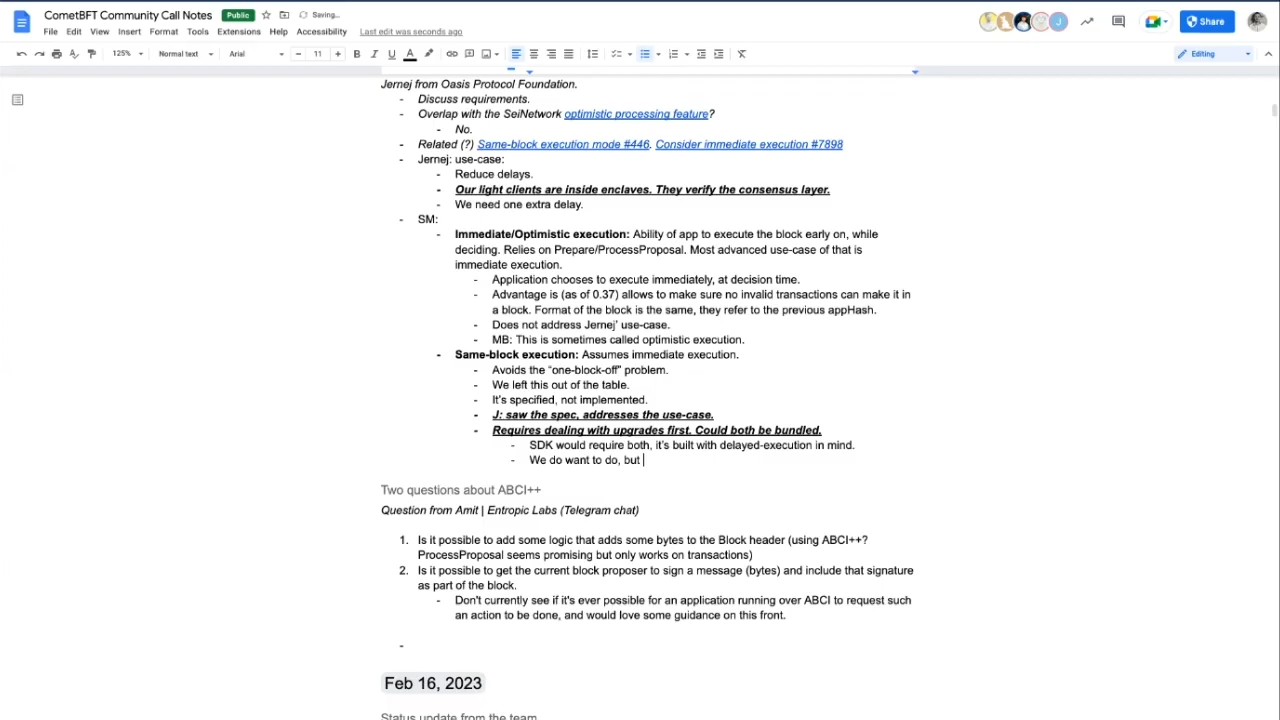 CometBFT Community Call Notes Public Saving...
File Edit View Insert Format Tools Extensions Help Accessibility Last edit was seconds ago
J Share
125% Normal text Arial 11 B I U A Editing
Jernej from Oasis Protocol Foundation.
- Discuss requirements.
- Overlap with the SeiNetwork optimistic processing feature?
- No.
- Related (?) Same-block execution mode #446. Consider immediate execution #7898
- Jernej: use-case:
- Reduce delays.
- Our light clients are inside enclaves. They verify the consensus layer.
- We need one extra delay.
- SM:
- Immediate/Optimistic execution: Ability of app to execute the block early on, while
deciding. Relies on Prepare/ProcessProposal. Most advanced use-case of that is
immediate execution.
- Application chooses to execute immediately, at decision time.
- Advantage is (as of 0.37) allows to make sure no invalid transactions can make it in
a block. Format of the block is the same, they refer to the previous appHash.
- Does not address Jernej' use-case.
- MB: This is sometimes called optimistic execution.
- Same-block execution: Assumes immediate execution.
- Avoids the “one-block-off” problem.
- We left this out of the table.
- It's specified, not implemented.
- J: saw the spec, addresses the use-case.
- Requires dealing with upgrades first. Could both be bundled.
- SDK would require both, it's built with delayed-execution in mind.
- We do want to do, but
Two questions about ABCI++
Question from Amit | Entropic Labs (Telegram chat)
1. Is it possible to add some logic that adds some bytes to the Block header (using ABCI++?
ProcessProposal seems promising but only works on transactions)
2. Is it possible to get the current block proposer to sign a message (bytes) and include that signature
as part of the block.
- Don't currently see if it's ever possible for an application running over ABCI to request such
an action to be done, and would love some guidance on this front.
-
Feb 16, 2023
Status update from the team